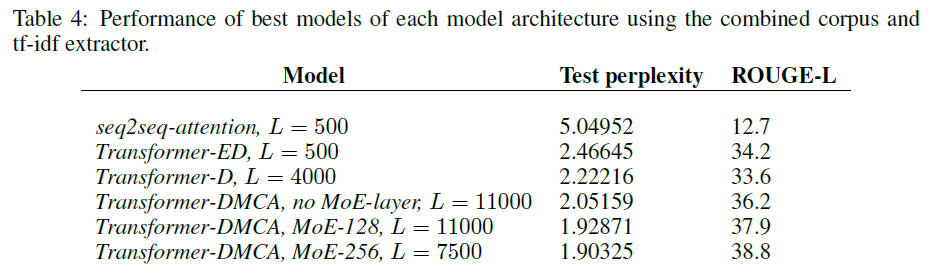 Table 4: Performance of best models of each model architecture using the combined corpus and
tf-idf extractor.
Model Test perplexity ROUGE-L
seq2seq-attention, L = 500 5.04952 12.7
Transformer-ED, L = 500 2.46645 34.2
Transformer-D, L = 4000 2.22216 33.6
Transformer-DMCA, no MoE-layer, L = 11000 2.05159 36.2
Transformer-DMCA, MoE-128, L = 11000 1.92871 37.9
Transformer-DMCA, MoE-256, L = 7500 1.90325 38.8